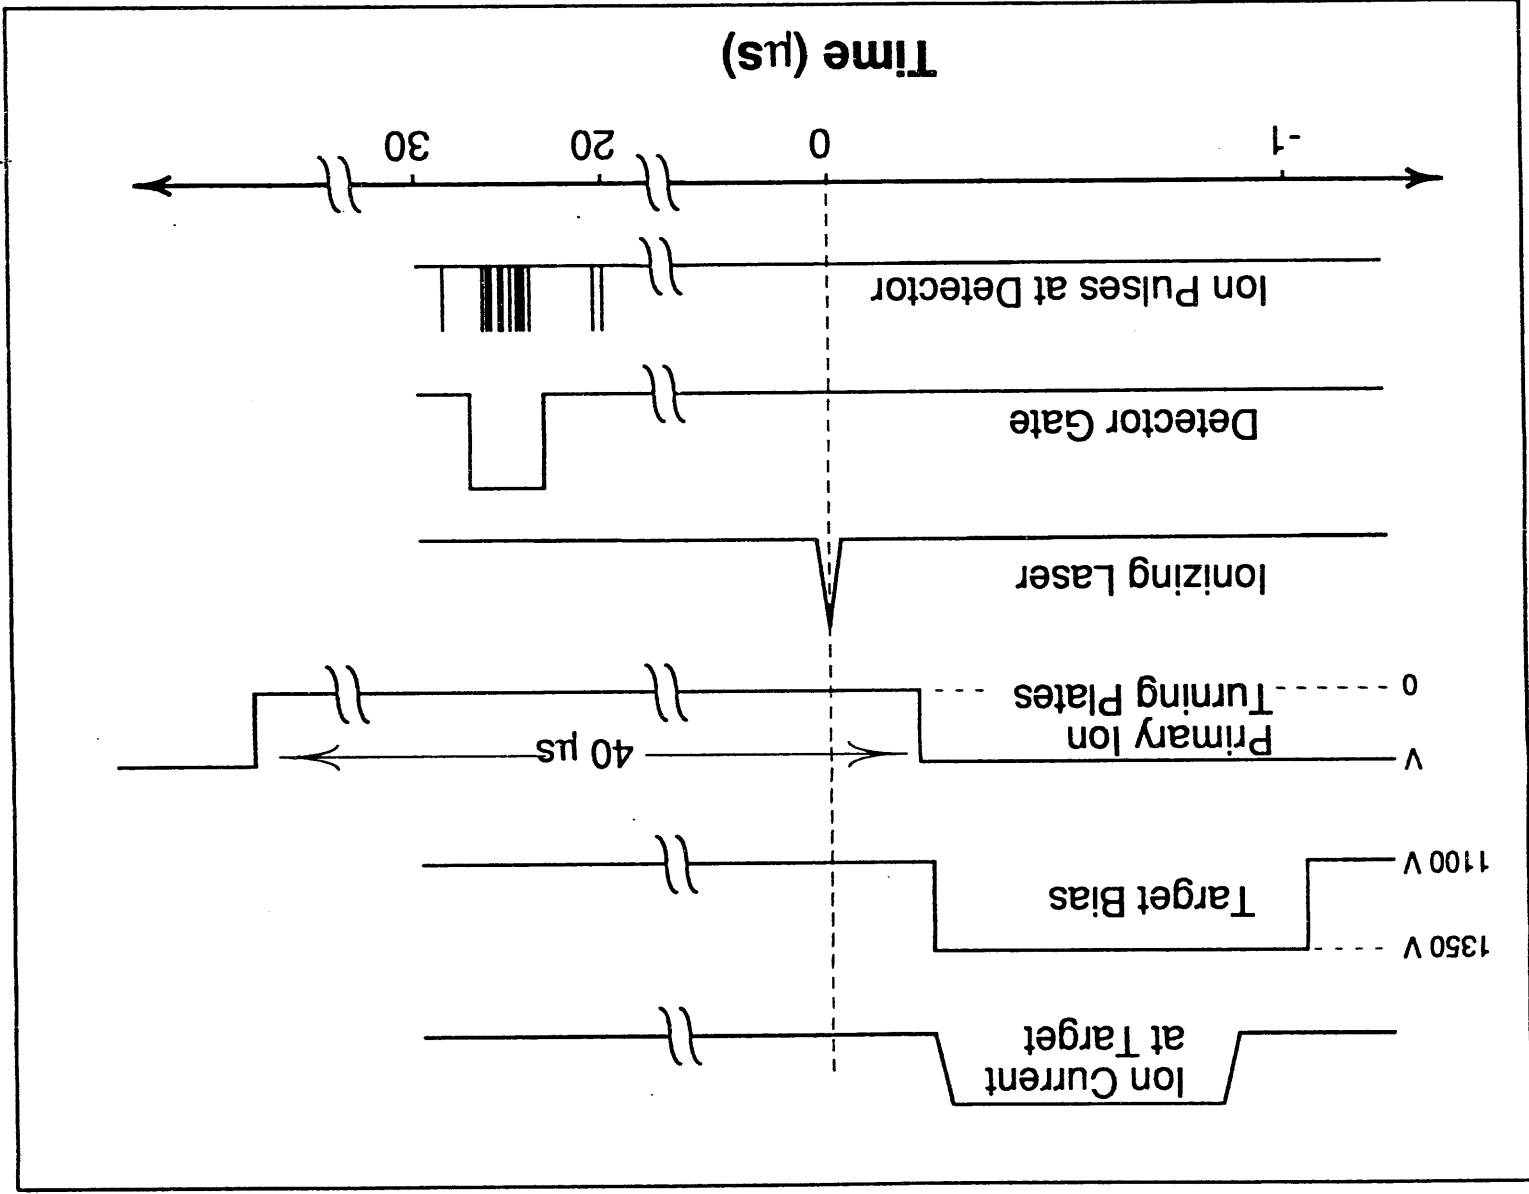 Ion Current
at Target
1350 V
1100 V
Target Bias
V
0
Primary Ion
Turning Plates
40 µs
Ionizing Laser
Detector Gate
Ion Pulses at Detector
-1
0
20
30
Time (µs)